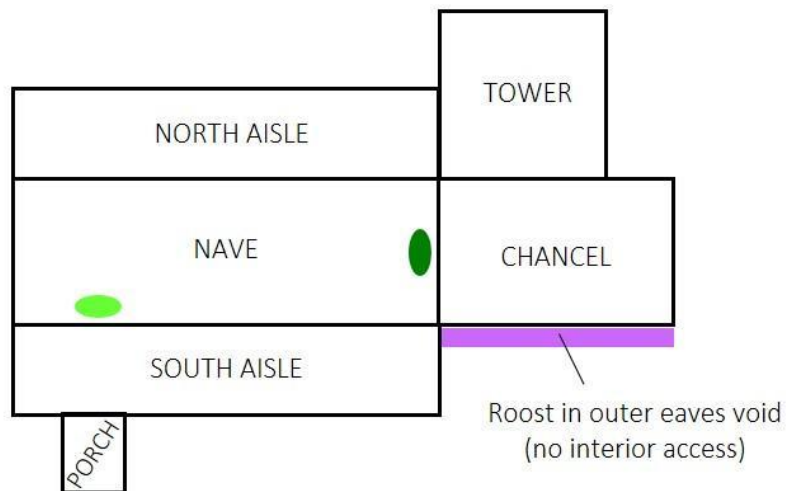 TOWER
NORTH AISLE
NAVE
CHANCEL
SOUTH AISLE
PORCH
Roost in outer eaves void
(no interior access)